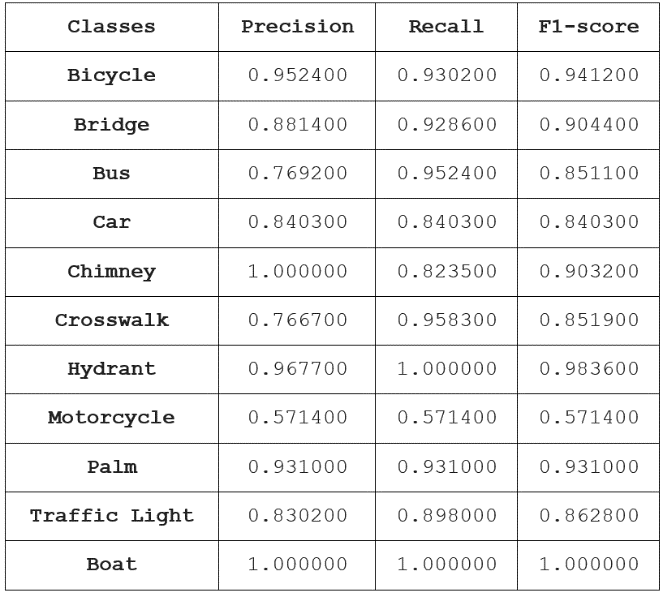 Classes Precision Recall F1-score
Bicycle 0.952400 0.930200 0.941200
Bridge 0.881400 0.928600 0.904400
Bus 0.769200 0.952400 0.851100
Car 0.840300 0.840300 0.840300
Chimney 1.000000 0.823500 0.903200
Crosswalk 0.766700 0.958300 0.851900
Hydrant 0.967700 1.000000 0.983600
Motorcycle 0.571400 0.571400 0.571400
Palm 0.931000 0.931000 0.931000
Traffic Light 0.830200 0.898000 0.862800
Boat 1.000000 1.000000 1.000000